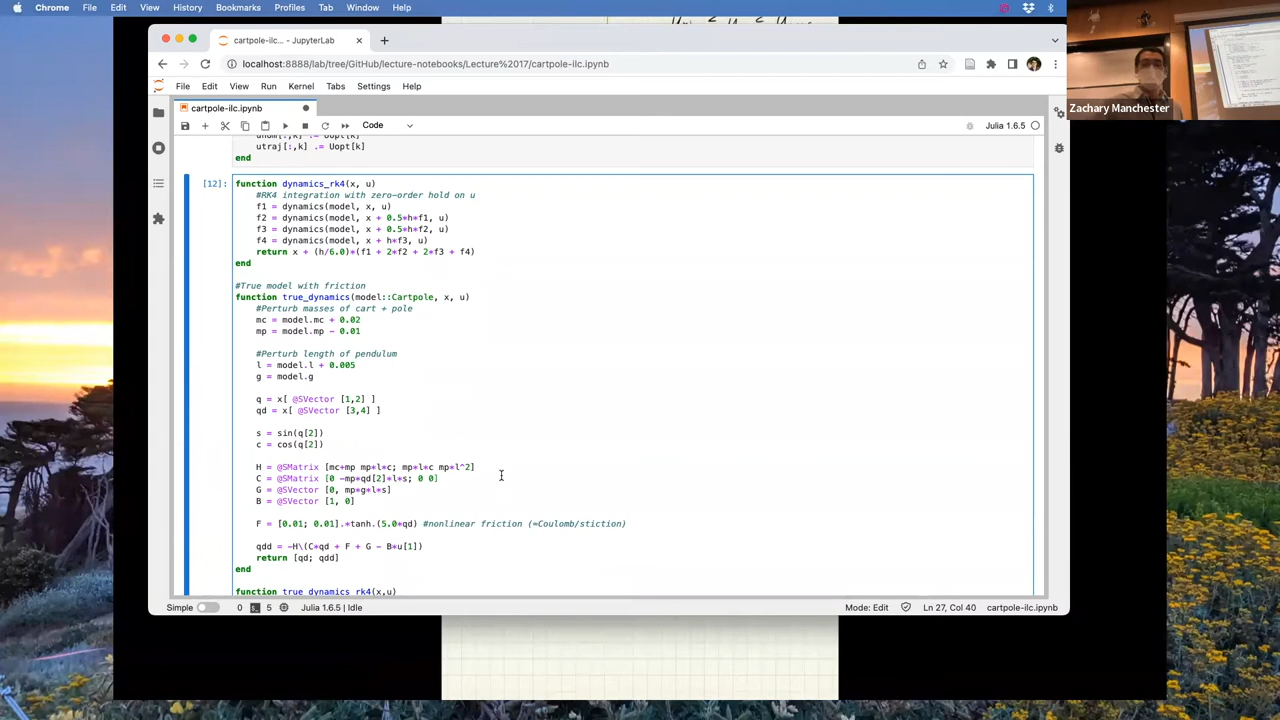 Chrome File Edit View History Bookmarks Profiles Tab Window Help
cartpole-ilc... - JupyterLab
localhost:8888/lab/tree/GitHub/lecture-notebooks/Lecture%2017/cartpole-ilc.ipynb
Zachary Manchester
File Edit View Run Kernel Tabs Settings Help
cartpole-ilc.ipynb
Code
Julia 1.6.5
utraj[:,k] .= Uopt[k]
end
[12]:
function dynamics_rk4(x, u)
#RK4 integration with zero-order hold on u
f1 = dynamics(model, x, u)
f2 = dynamics(model, x + 0.5*h*f1, u)
f3 = dynamics(model, x + 0.5*h*f2, u)
f4 = dynamics(model, x + h*f3, u)
return x + (h/6.0)*(f1 + 2*f2 + 2*f3 + f4)
end
#True model with friction
function true_dynamics(model::Cartpole, x, u)
#Perturb masses of cart + pole
mc = model.mc + 0.02
mp = model.mp - 0.01
#Perturb length of pendulum
l = model.l + 0.005
g = model.g
q = x[ @SVector [1,2] ]
qd = x[ @SVector [3,4] ]
s = sin(q[2])
c = cos(q[2])
H = @SMatrix [mc+mp mp*l*c; mp*l*c mp*l^2]
C = @SMatrix [0 -mp*qd[2]*l*s; 0 0]
G = @SVector [0, mp*g*l*s]
B = @SVector [1, 0]
F = [0.01; 0.01].*tanh.(5.0*qd) #nonlinear friction (≈Coulomb/stiction)
qdd = -H\(C*qd + F + G - B*u[1])
return [qd; qdd]
end
function true_dynamics_rk4(x,u)
Simple 0 5 Julia 1.6.5 | Idle Mode: Edit Ln 27, Col 40 cartpole-ilc.ipynb